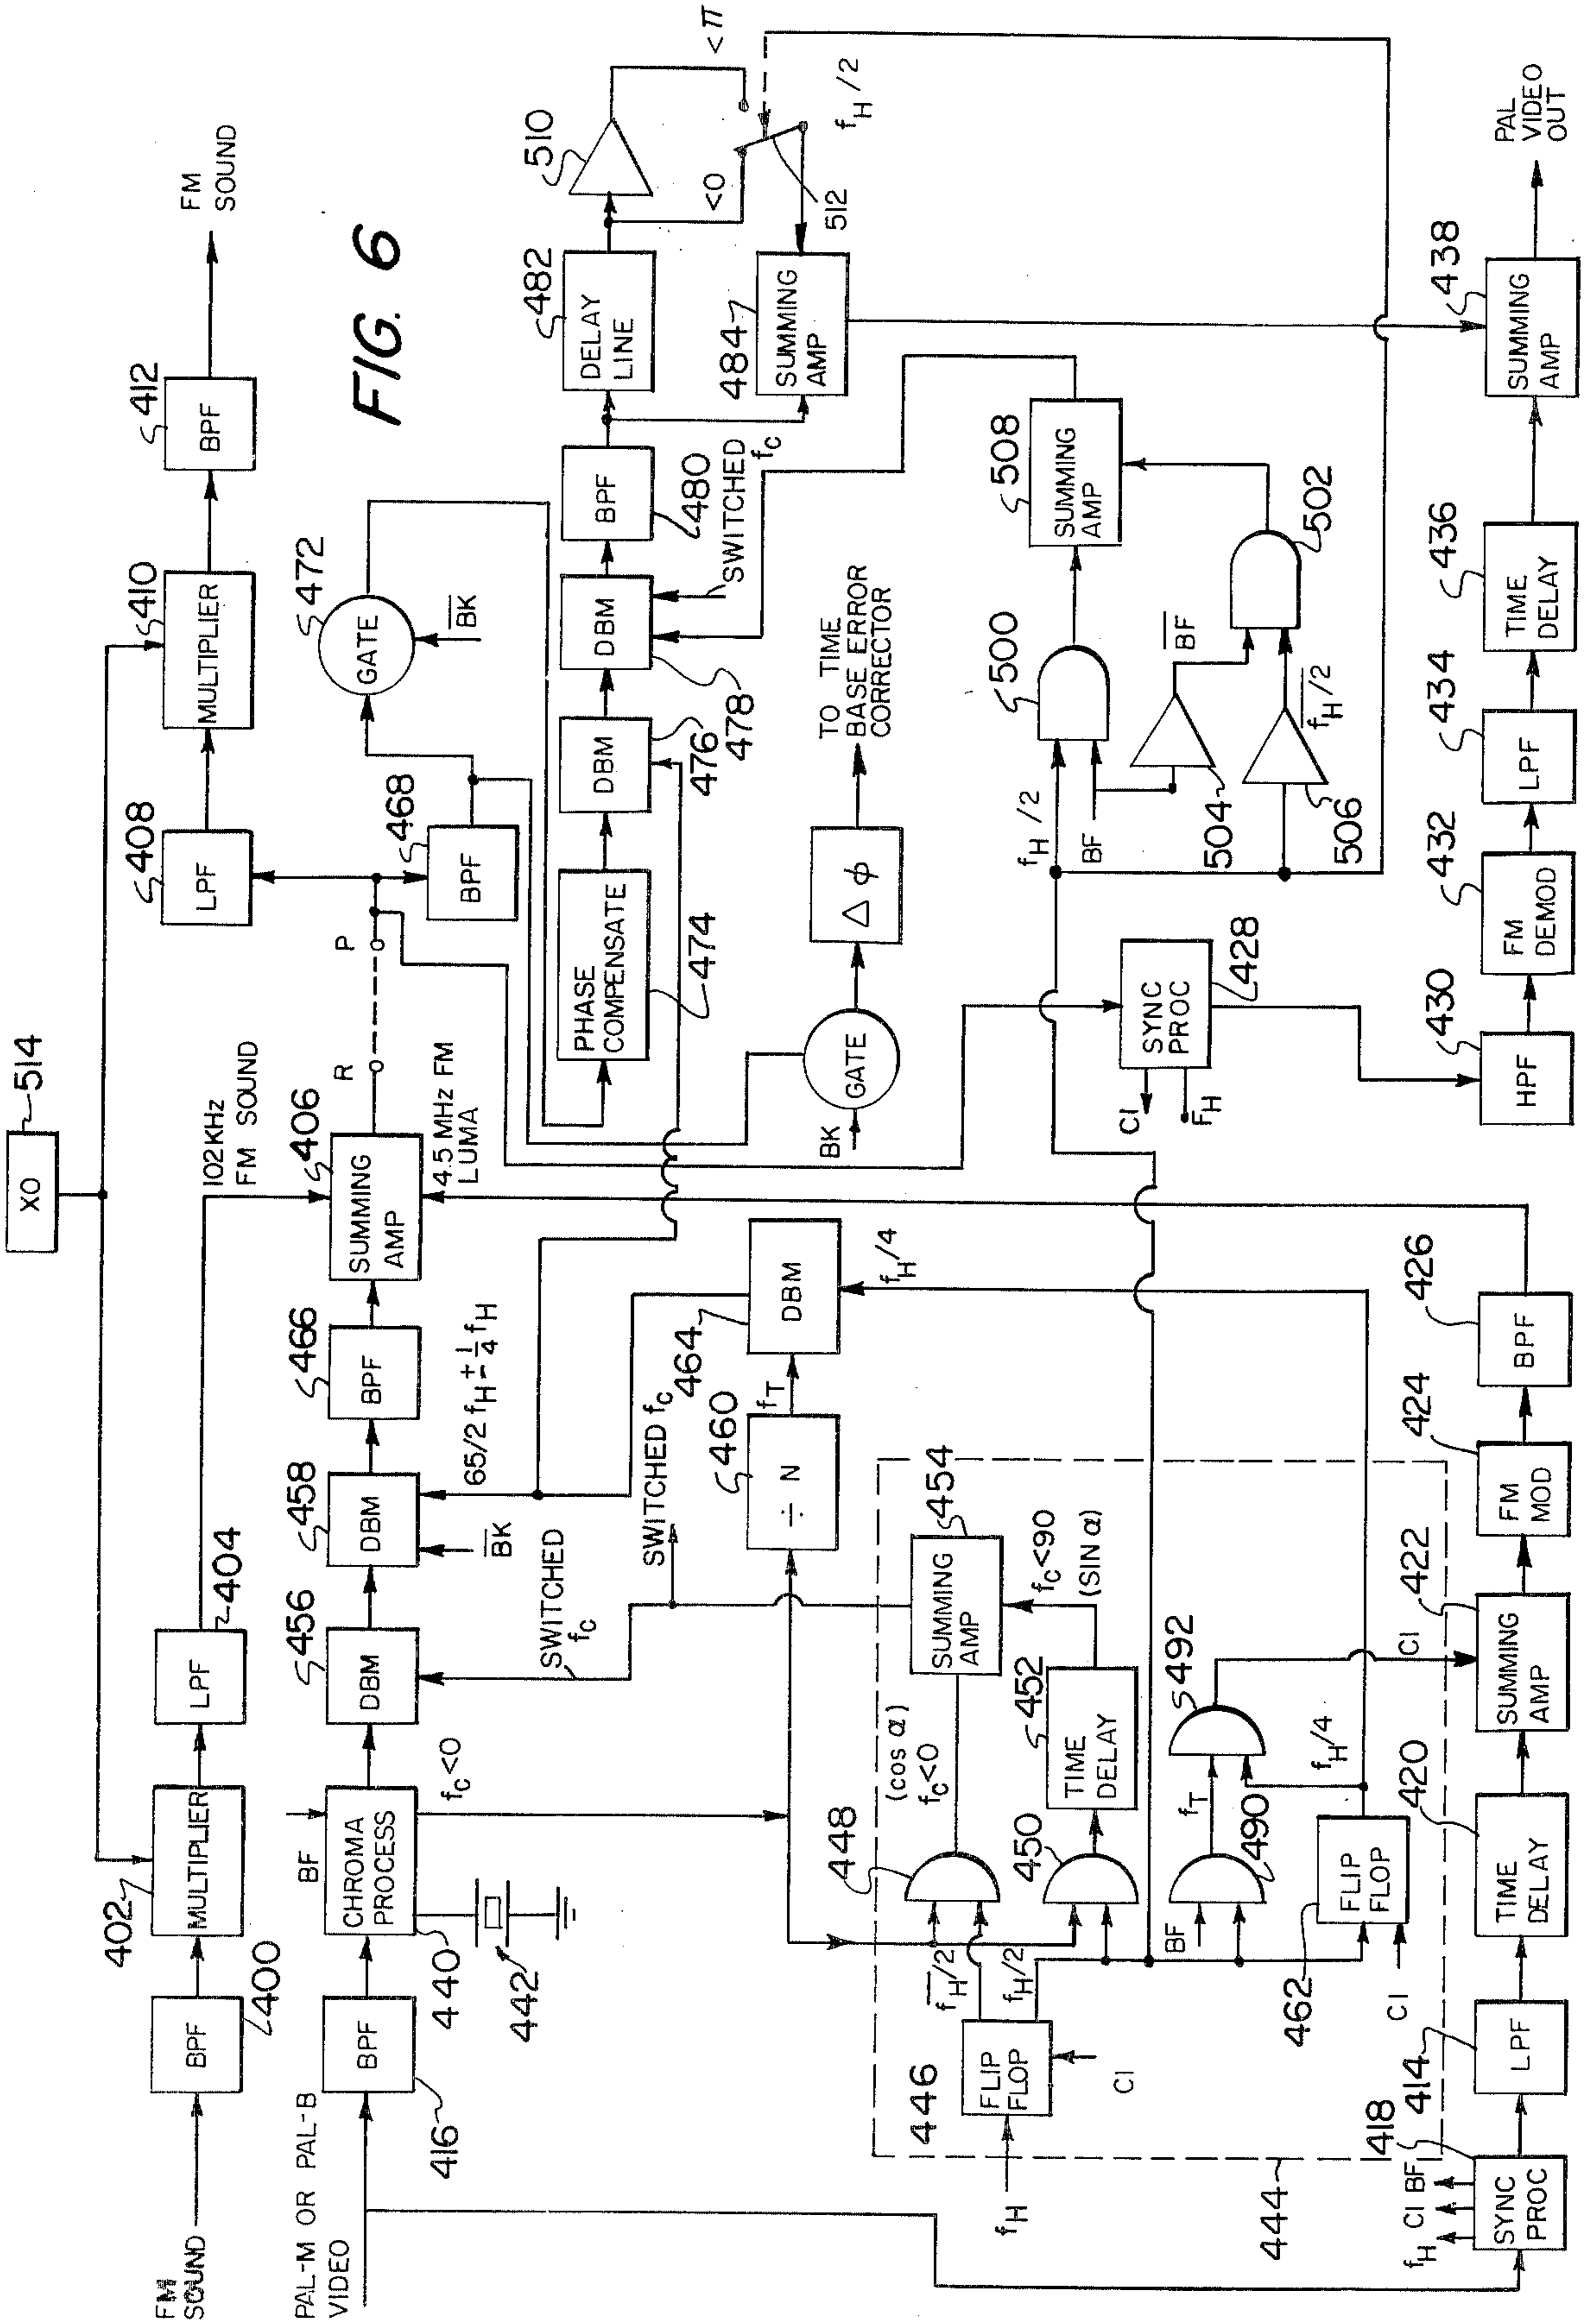 FIG. 6
XO
514
FM
SOUND
BPF
400
MULTIPLIER
402
LPF
404
102KHz
FM SOUND
LPF
408
MULTIPLIER
410
BPF
412
FM
SOUND
PAL-M OR PAL-B
VIDEO
BPF
416
BF
CHROMA
PROCESS
440
442
fC<0
DBM
456
SWITCHED
fC
DBM
458
BK
65/2 fH ± 1/4 fH
BPF
466
SUMMING
AMP
406
4.5 MHz FM
LUMA
R
P
BPF
468
GATE
472
BK
PHASE
COMPENSATE
474
DBM
476
DBM
478
SWITCHED
fC
BPF
480
DELAY
LINE
482
510
<0
<π
512
fH/2
SUMMING
AMP
484
SWITCHED fC
÷ N
460
fT
DBM
464
fH/4
BK
GATE
Δ φ
TO TIME
BASE ERROR
CORRECTOR
444
fH
FLIP
FLOP
446
CI
fH/2
fH/2
448
(cos α)
fC<0
450
TIME
DELAY
452
fC<90
(SIN α)
SUMMING
AMP
454
BF
490
fT
492
fH/4
FLIP
FLOP
462
CI
CI
fH/2
BF
500
504
BF
506
fH/2
502
SUMMING
AMP
508
SYNC
PROC
428
CI
FH
fH
CI
BF
SYNC
PROC
418
LPF
414
TIME
DELAY
420
SUMMING
AMP
422
FM
MOD
424
BPF
426
HPF
430
FM
DEMOD
432
LPF
434
TIME
DELAY
436
SUMMING
AMP
438
PAL
VIDEO
OUT